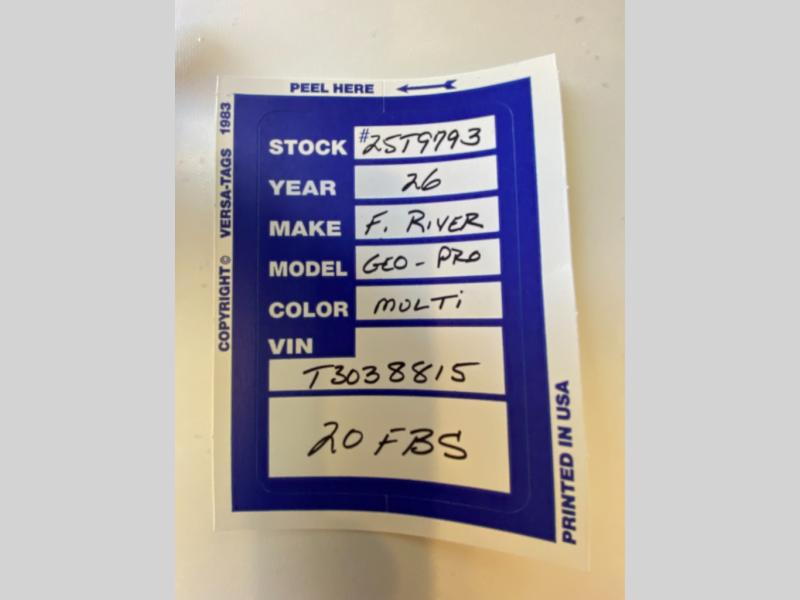 PEEL HERE
COPYRIGHT © VERSA-TAGS 1983
STOCK #25T9793
YEAR 26
MAKE F. RIVER
MODEL GEO-PRO
COLOR MULTi
VIN
T3038815
20 FBS
PRINTED IN USA